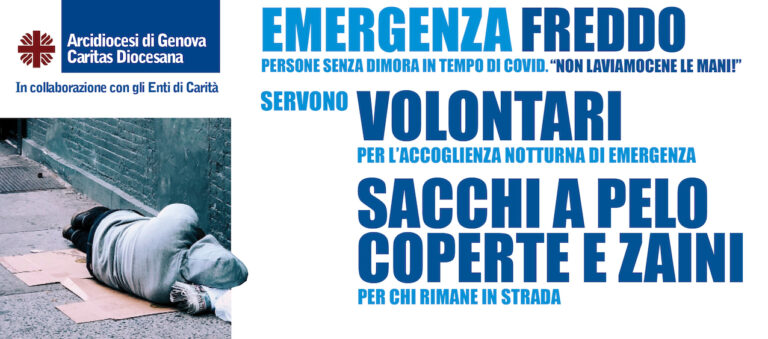 Arcidiocesi di Genova
Caritas Diocesana
In collaborazione con gli Enti di Carità
EMERGENZA FREDDO
PERSONE SENZA DIMORA IN TEMPO DI COVID. “NON LAVIAMOCENE LE MANI!”
SERVONO VOLONTARI
PER L’ACCOGLIENZA NOTTURNA DI EMERGENZA
SACCHI A PELO
COPERTE E ZAINI
PER CHI RIMANE IN STRADA